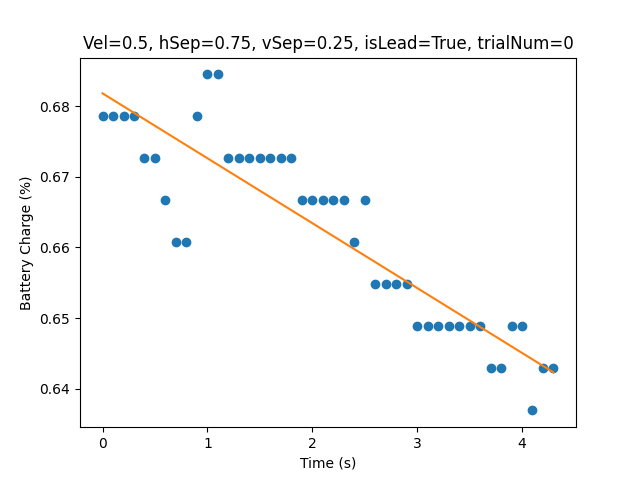 Vel=0.5, hSep=0.75, vSep=0.25, isLead=True, trialNum=0
0.68
0.67
0.66
0.65
0.64
Battery Charge (%)
0 1 2 3 4
Time (s)